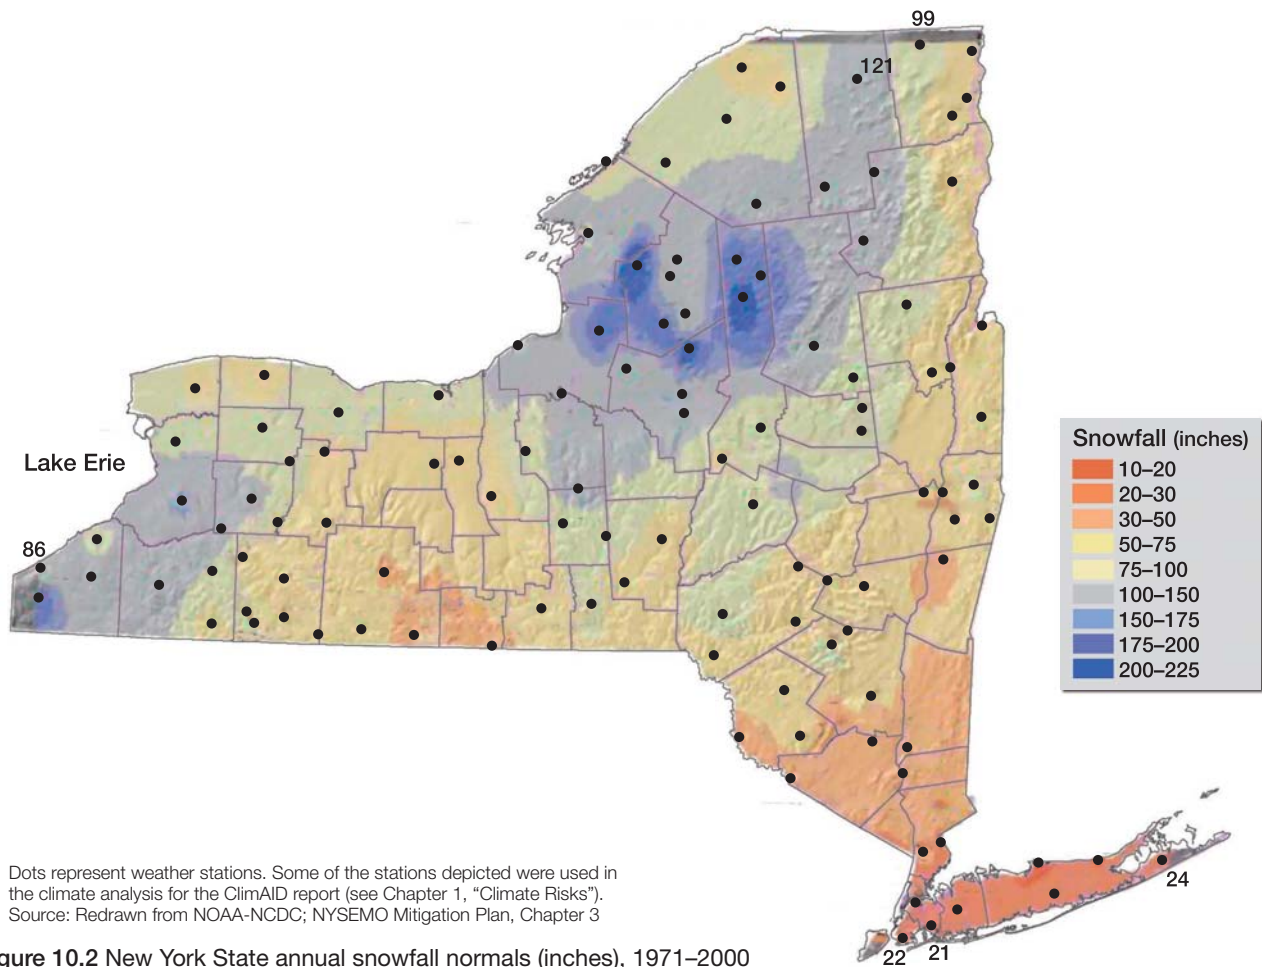 99
121
Lake Erie
86
Snowfall (inches)
10–20
20–30
30–50
50–75
75–100
100–150
150–175
175–200
200–225
24
22 21
Dots represent weather stations. Some of the stations depicted were used in
the climate analysis for the ClimAID report (see Chapter 1, “Climate Risks”).
Source: Redrawn from NOAA-NCDC; NYSEMO Mitigation Plan, Chapter 3
gure 10.2 New York State annual snowfall normals (inches), 1971–2000